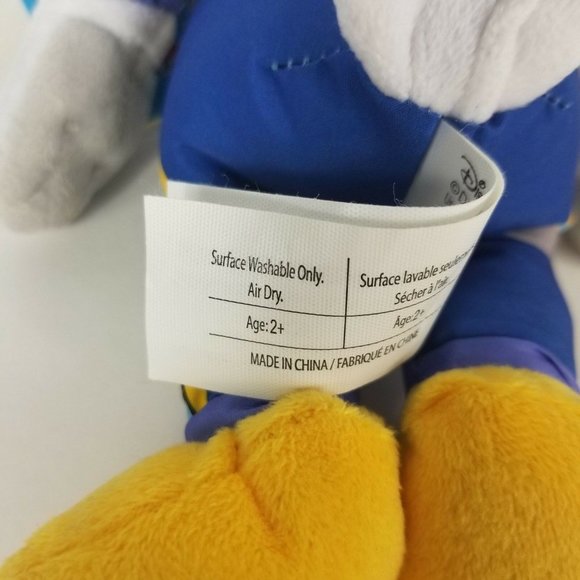 Surface Washable Only.
Air Dry.
Age: 2+
Surface lavable seulement
Sécher à l'air.
Âge: 2+
MADE IN CHINA / FABRIQUÉ EN CHINE
©D